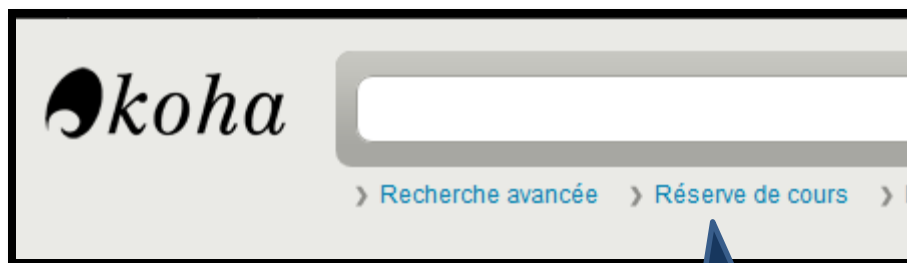 koha
› Recherche avancée › Réserve de cours ›